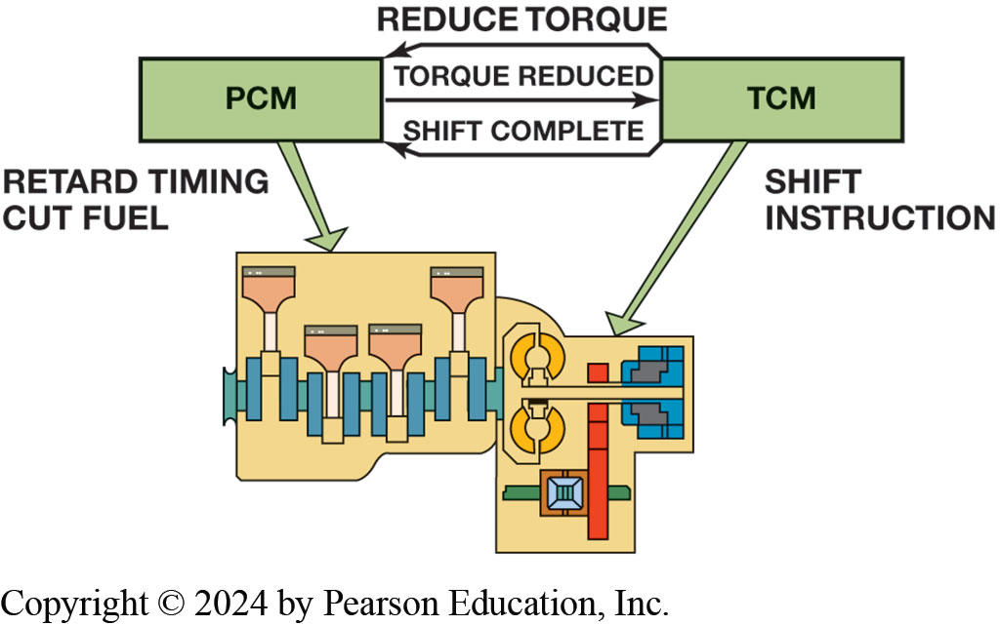 REDUCE TORQUE
PCM
TORQUE REDUCED
TCM
SHIFT COMPLETE
RETARD TIMING
CUT FUEL
SHIFT
INSTRUCTION
Copyright © 2024 by Pearson Education, Inc.